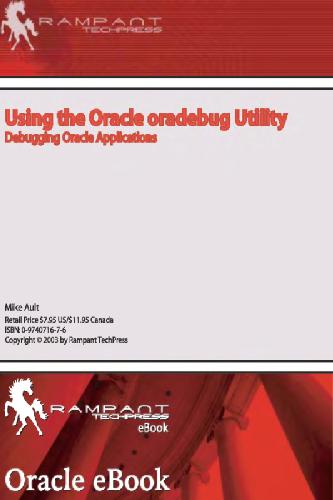 RAMPANT
TECHPRESS
Using the Oracle oradebug Utility
Debugging Oracle Applications
Mike Ault
Retail Price $7.95 US/$11.95 Canada
ISBN: 0-9740716-7-6
Copyright © 2003 by Rampant TechPress
RAMPANT
TECHPRESS
eBook
Oracle eBook